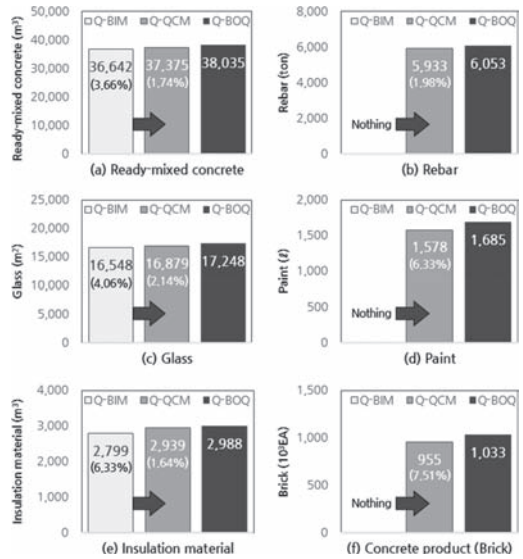 Q-BIM Q-QCM Q-BOQ
Ready-mixed concrete (m³)
50,000
40,000
30,000
20,000
10,000
0
36,642
(3.66%)
37,375
(1.74%)
38,035
(a) Ready-mixed concrete
Q-BIM Q-QCM Q-BOQ
Rebar (ton)
8,000
6,000
4,000
2,000
0
Nothing
5,933
(1.98%)
6,053
(b) Rebar
Q-BIM Q-QCM Q-BOQ
Glass (m²)
25,000
20,000
15,000
10,000
5,000
0
16,548
(4.06%)
16,879
(2.14%)
17,248
(c) Glass
Q-BIM Q-QCM Q-BOQ
Paint (ℓ)
2,000
1,500
1,000
500
0
Nothing
1,578
(6.33%)
1,685
(d) Paint
Q-BIM Q-QCM Q-BOQ
Insulation material (m³)
4,000
3,000
2,000
1,000
0
2,799
(6.33%)
2,939
(1.64%)
2,988
(e) Insulation material
Q-BIM Q-QCM Q-BOQ
Brick (10³EA)
1,500
1,000
500
0
Nothing
955
(7.51%)
1,033
(f) Concrete product (Brick)